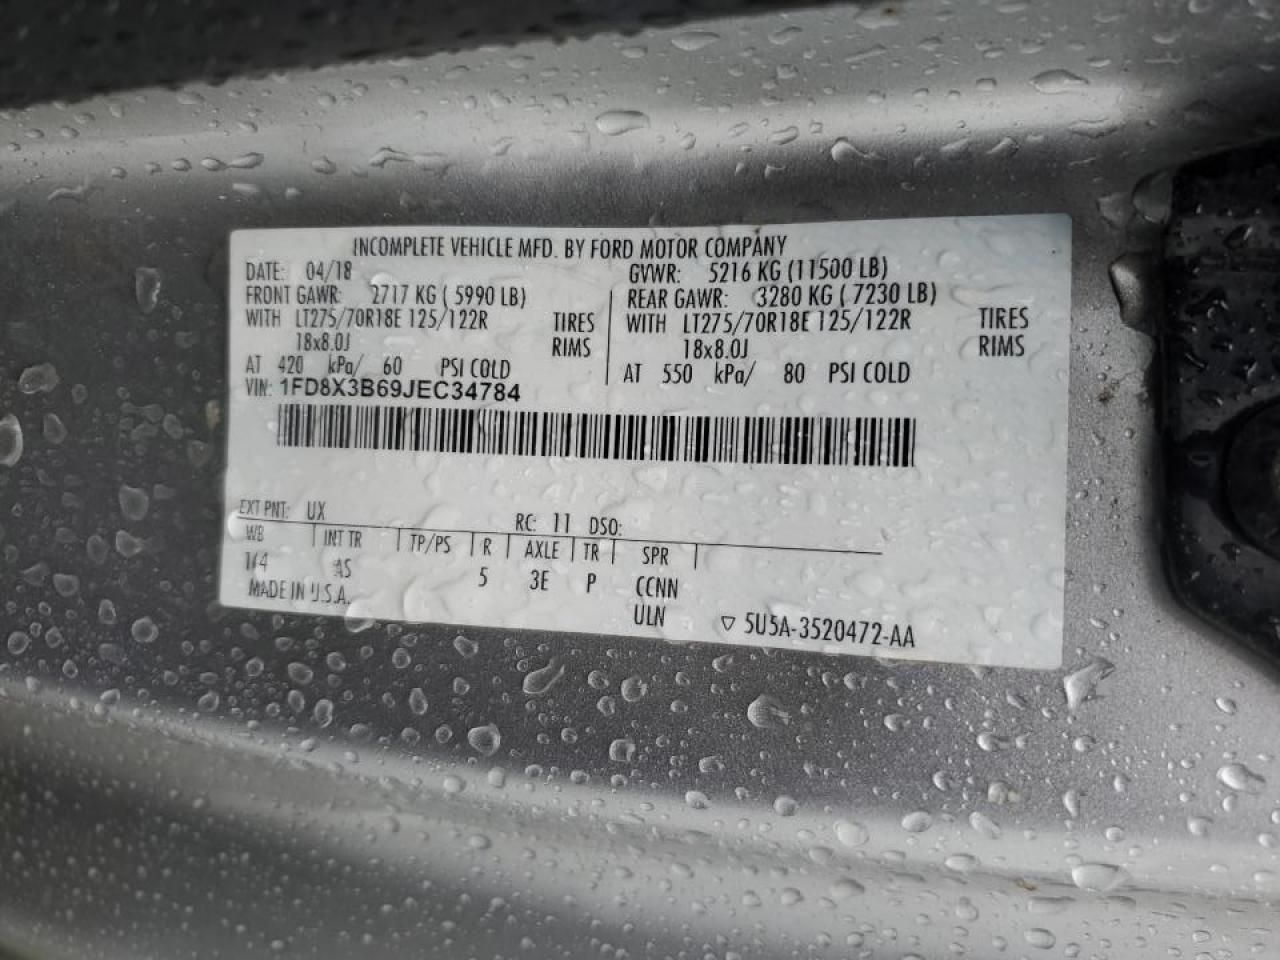 INCOMPLETE VEHICLE MFD. BY FORD MOTOR COMPANY
DATE: 04/18 GVWR: 5216 KG (11500 LB)
FRONT GAWR: 2717 KG ( 5990 LB) REAR GAWR: 3280 KG ( 7230 LB)
WITH LT275/70R18E 125/122R TIRES WITH LT275/70R18E 125/122R TIRES
18x8.0J RIMS 18x8.0J RIMS
AT 420 kPa/ 60 PSI COLD AT 550 kPa/ 80 PSI COLD
VIN: 1FD8X3B69JEC34784
EXT PNT: UX RC: 11 DSO:
WB INT TR TP/PS R AXLE TR SPR
AS 5 3E P CCNN
MADE IN U.S.A. ULN ▽ 5U5A-3520472-AA